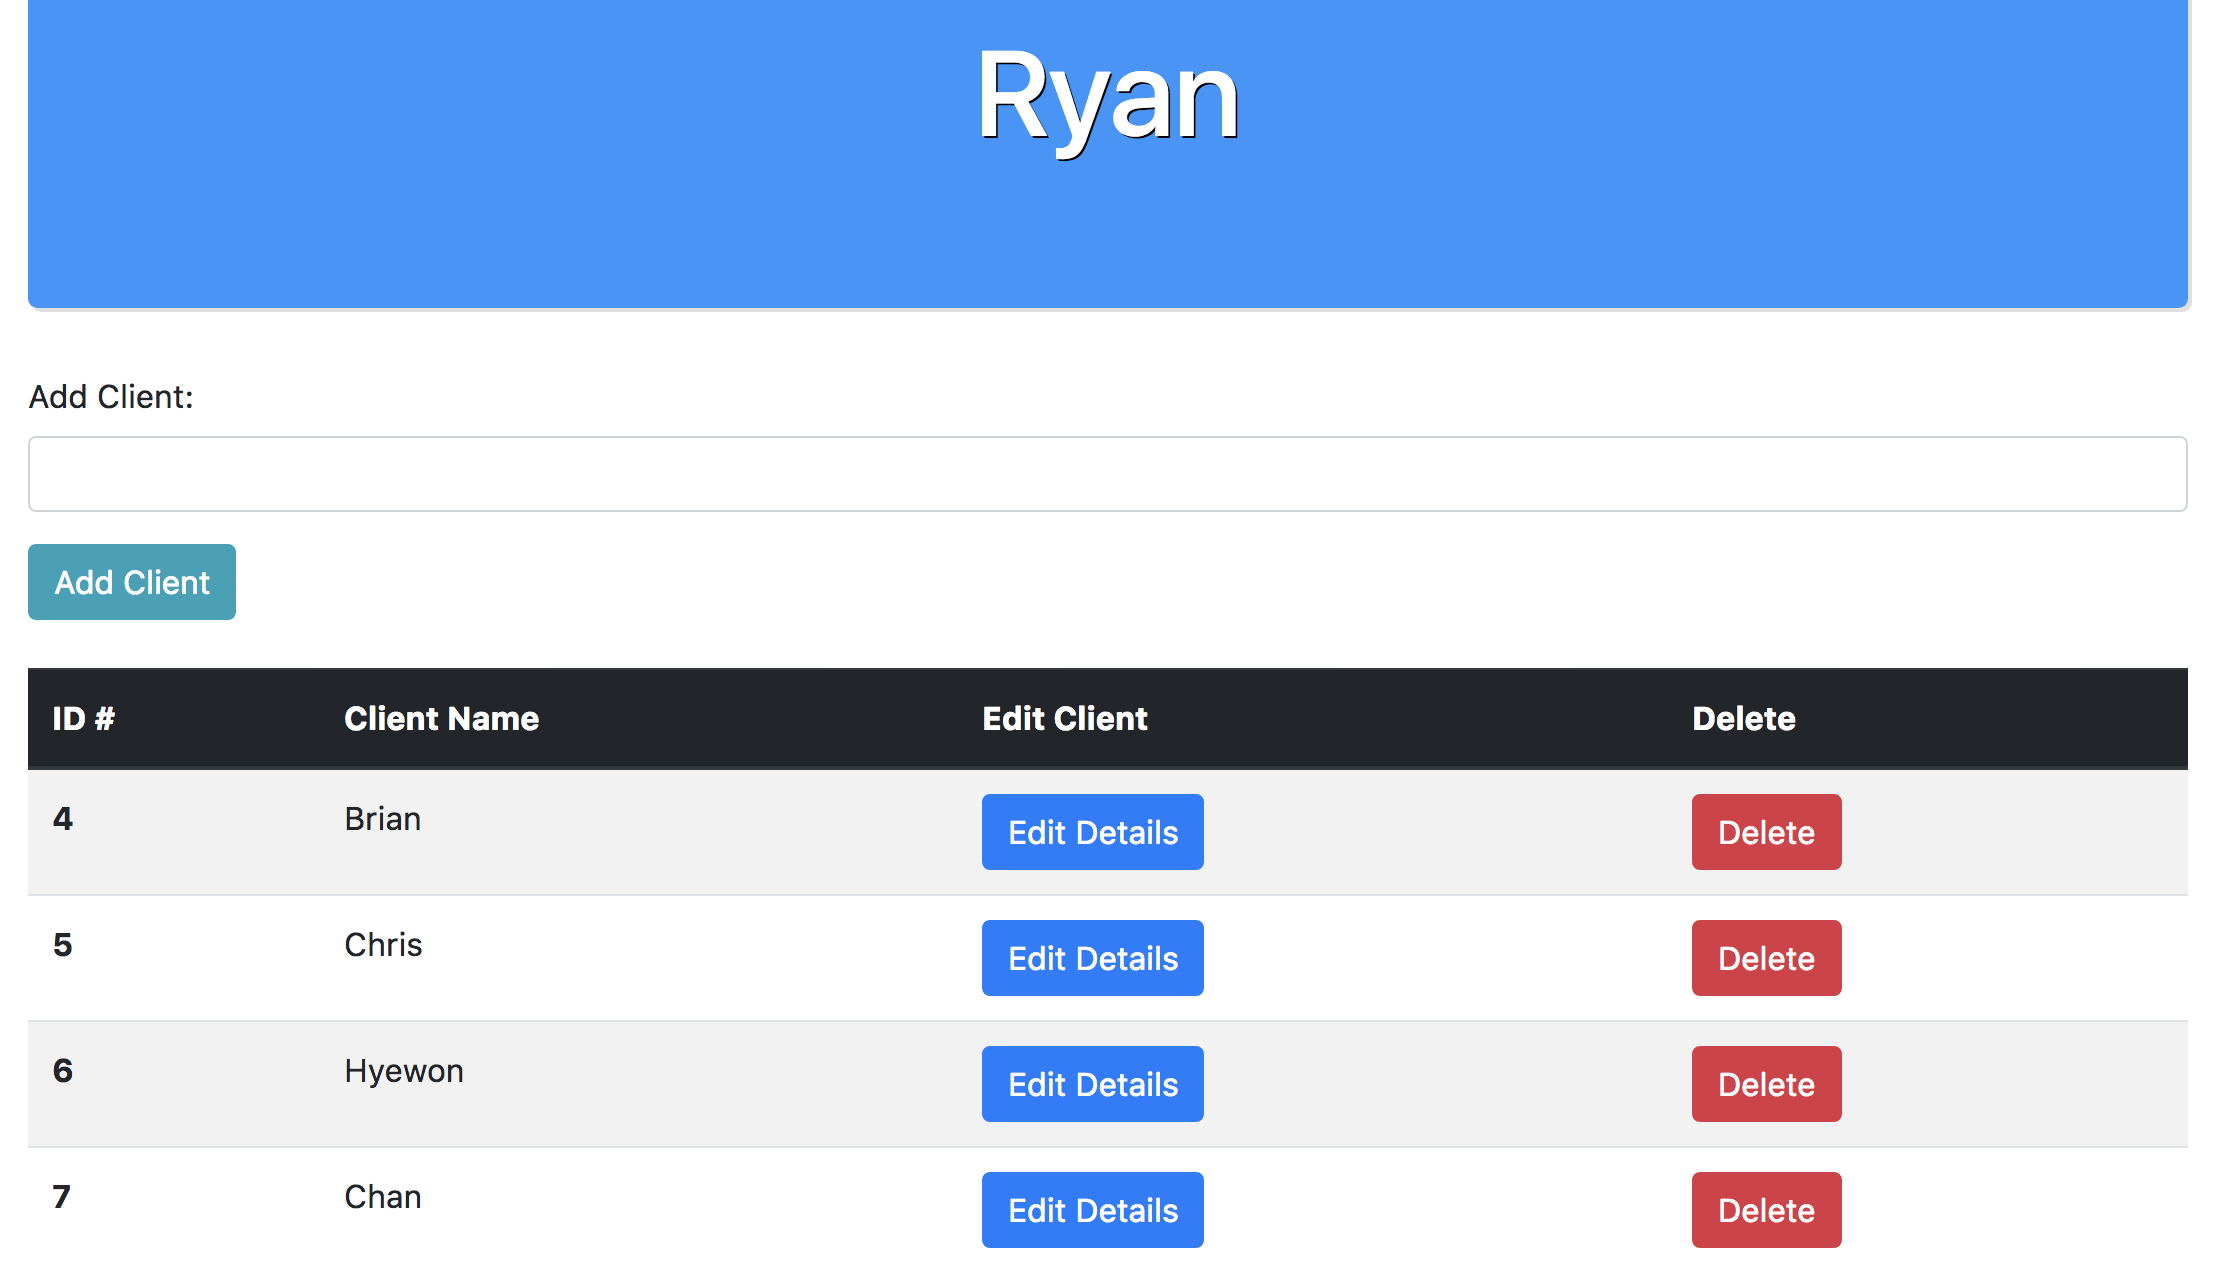 Ryan
Add Client:
Add Client
ID # Client Name Edit Client Delete
4 Brian Edit Details Delete
5 Chris Edit Details Delete
6 Hyewon Edit Details Delete
7 Chan Edit Details Delete